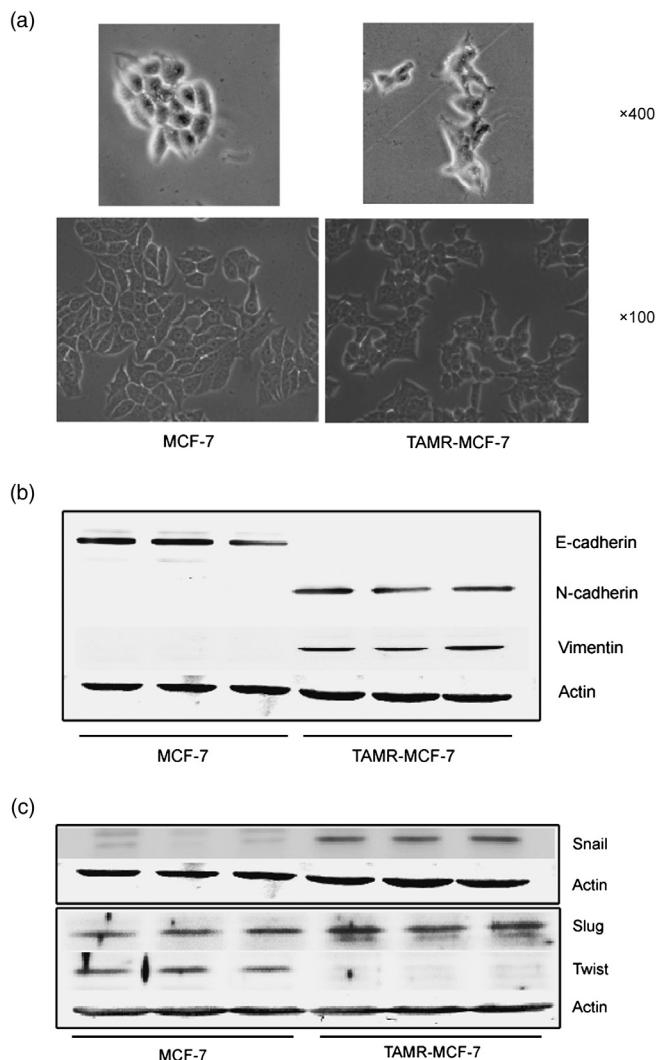 (a)
×400
×100
MCF-7 TAMR-MCF-7
(b)
E-cadherin
N-cadherin
Vimentin
Actin
MCF-7 TAMR-MCF-7
(c)
Snail
Actin
Slug
Twist
Actin
MCF-7 TAMR-MCF-7